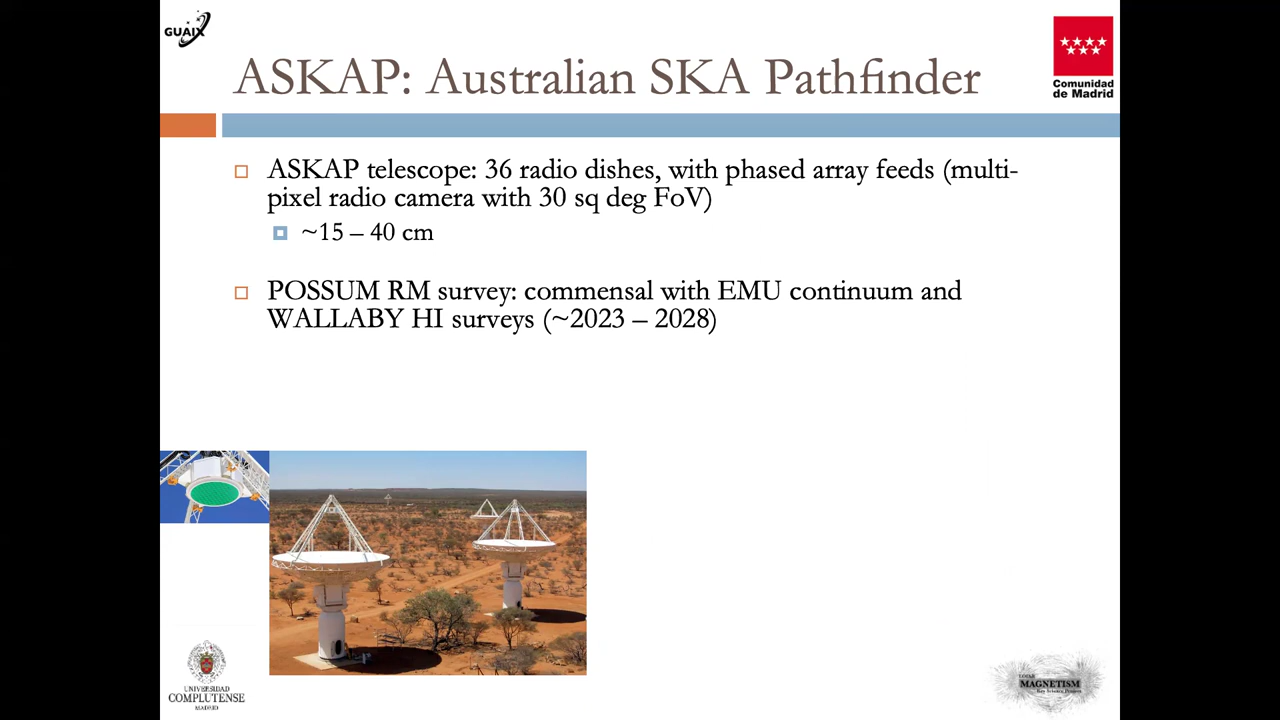 GUAIX
ASKAP: Australian SKA Pathfinder
Comunidad
de Madrid
ASKAP telescope: 36 radio dishes, with phased array feeds (multi-
pixel radio camera with 30 sq deg FoV)
~15 – 40 cm
POSSUM RM survey: commensal with EMU continuum and
WALLABY HI surveys (~2023 – 2028)
UNIVERSIDAD
COMPLUTENSE
MADRID
MAGNETISM
Key Science Project